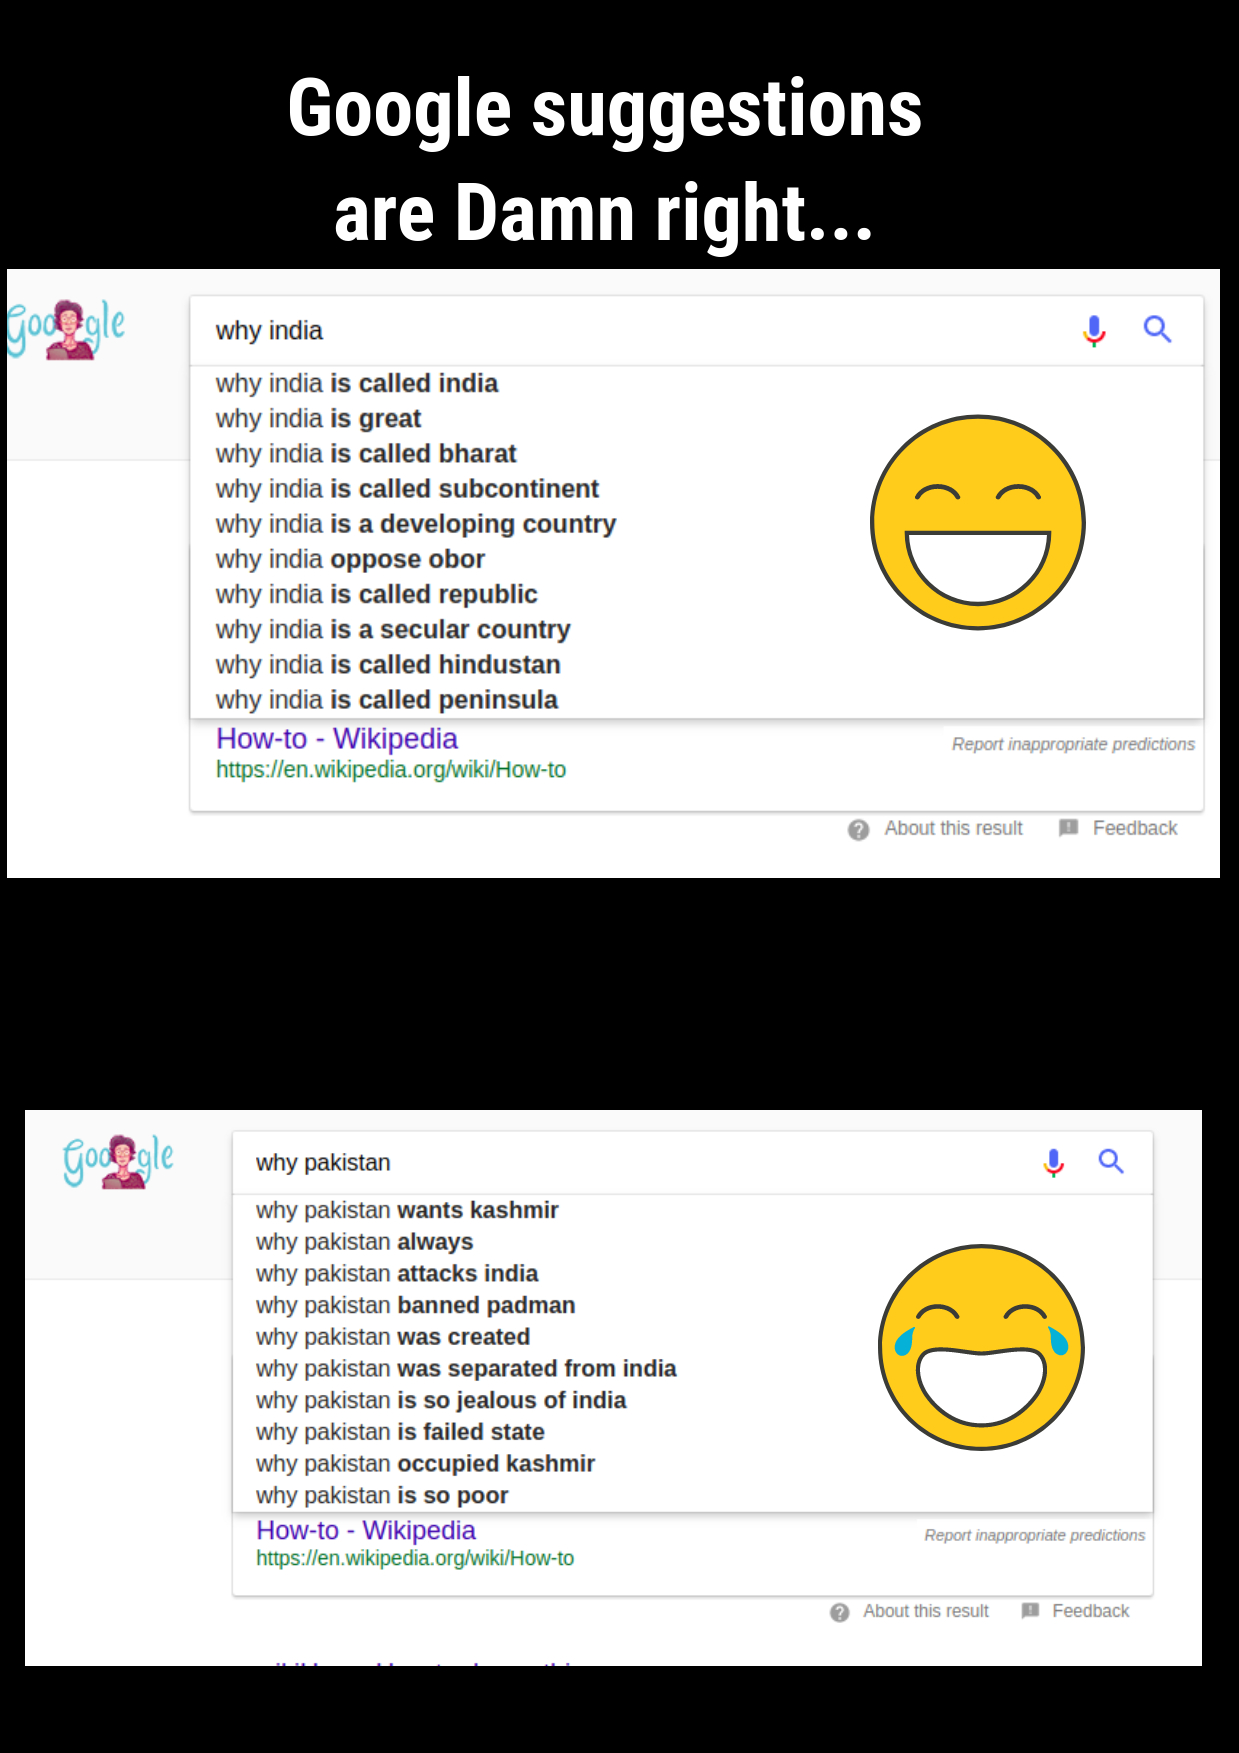 Google suggestions
are Damn right...
Google
why india
why india is called india
why india is great
why india is called bharat
why india is called subcontinent
why india is a developing country
why india oppose obor
why india is called republic
why india is a secular country
why india is called hindustan
why india is called peninsula
How-to - Wikipedia
Report inappropriate predictions
https://en.wikipedia.org/wiki/How-to
About this result Feedback
Google
why pakistan
why pakistan wants kashmir
why pakistan always
why pakistan attacks india
why pakistan banned padman
why pakistan was created
why pakistan was separated from india
why pakistan is so jealous of india
why pakistan is failed state
why pakistan occupied kashmir
why pakistan is so poor
How-to - Wikipedia
Report inappropriate predictions
https://en.wikipedia.org/wiki/How-to
About this result Feedback